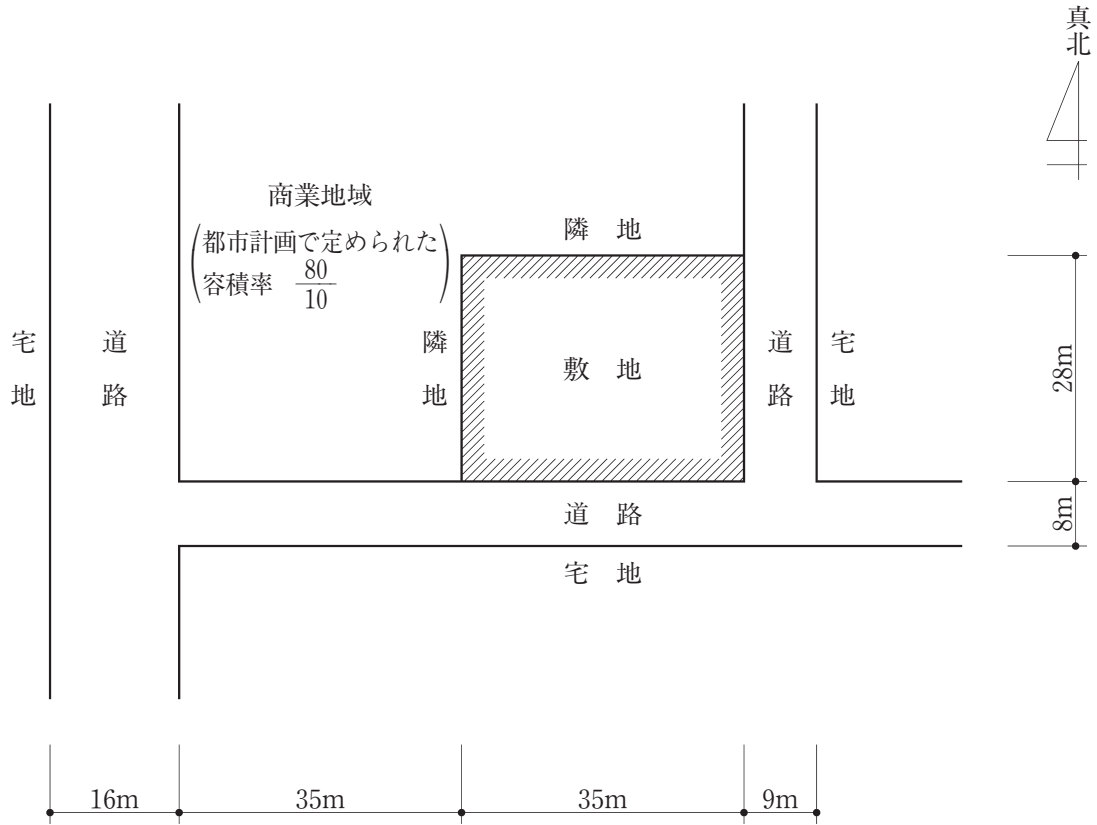 真北
商業地域
都市計画で定められた
容積率 80/10
隣地
宅地
道路
隣地
敷地
道路
宅地
28m
道路
8m
宅地
16m
35m
35m
9m